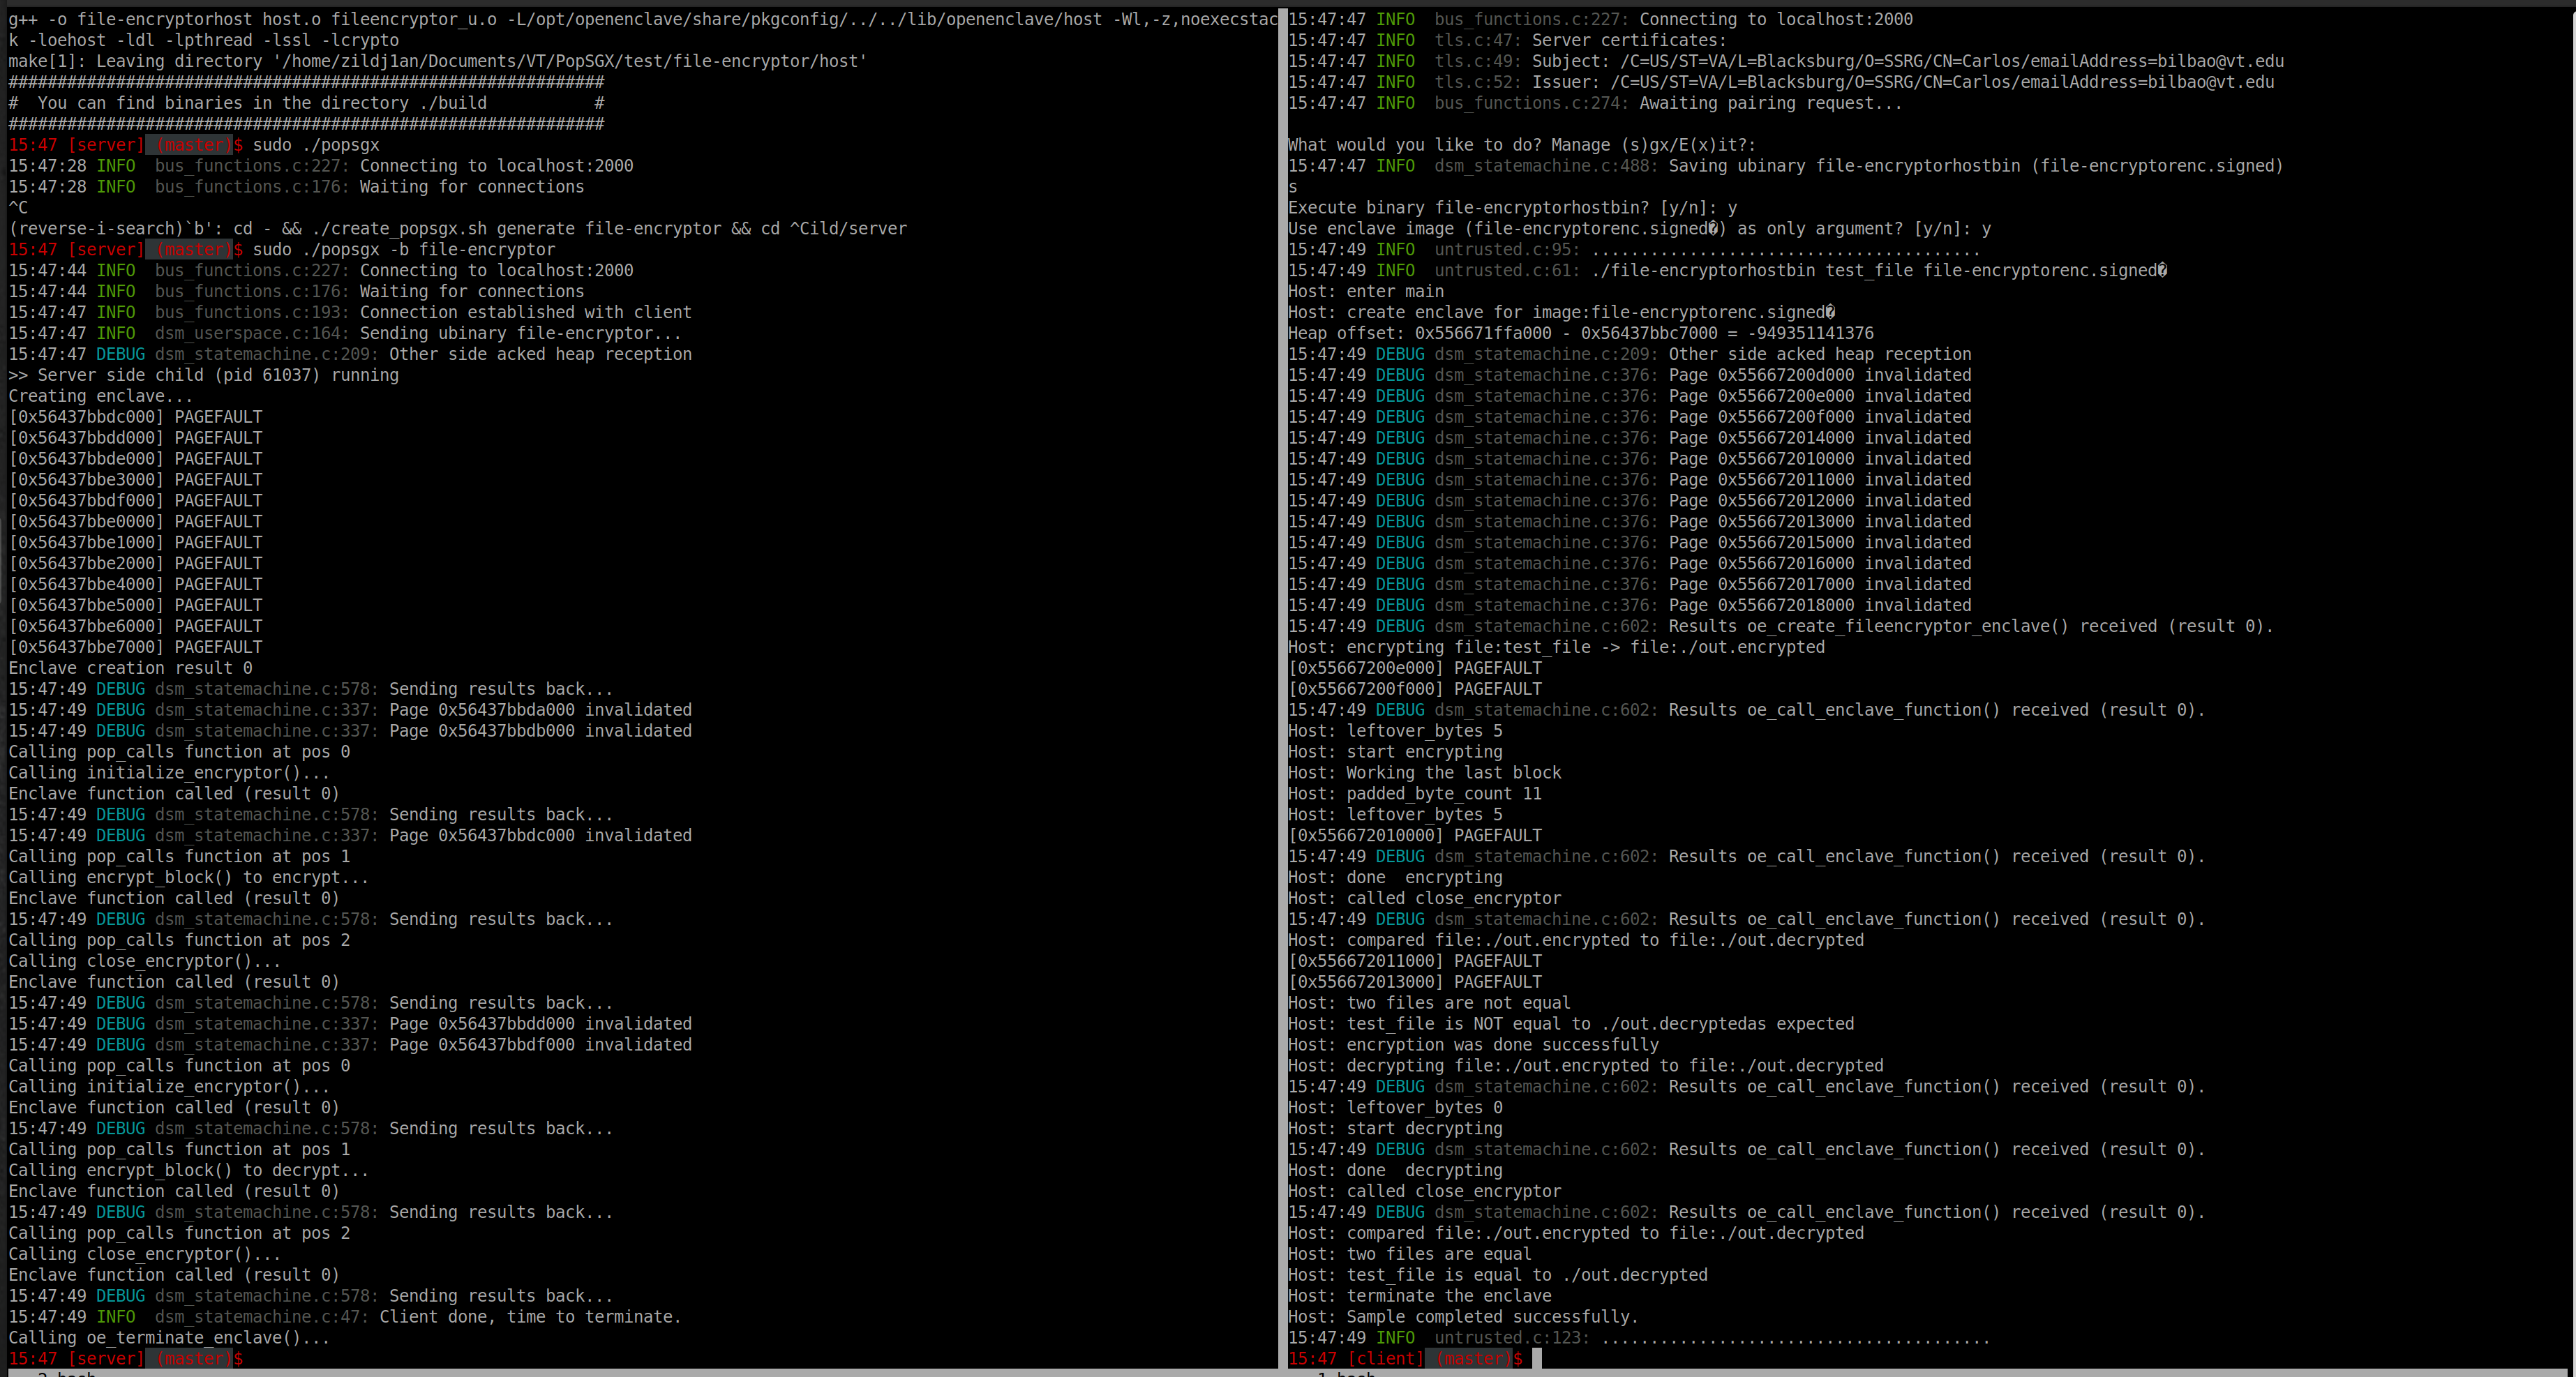 g++ -o file-encryptorhost host.o fileencryptor_u.o -L/opt/openenclave/share/pkgconfig/../../lib/openenclave/host -Wl,-z,noexecstac
k -loehost -ldl -lpthread -lssl -lcrypto
make[1]: Leaving directory '/home/zildj1an/Documents/VT/PopSGX/test/file-encryptor/host'
#############################################################
#  You can find binaries in the directory ./build           #
#############################################################
15:47 [server] (master)$ sudo ./popsgx
15:47:28 INFO  bus_functions.c:227: Connecting to localhost:2000
15:47:28 INFO  bus_functions.c:176: Waiting for connections
^C
(reverse-i-search)`b': cd - && ./create_popsgx.sh generate file-encryptor && cd ^Cild/server
15:47 [server] (master)$ sudo ./popsgx -b file-encryptor
15:47:44 INFO  bus_functions.c:227: Connecting to localhost:2000
15:47:44 INFO  bus_functions.c:176: Waiting for connections
15:47:47 INFO  bus_functions.c:193: Connection established with client
15:47:47 INFO  dsm_userspace.c:164: Sending ubinary file-encryptor...
15:47:47 DEBUG dsm_statemachine.c:209: Other side acked heap reception
>> Server side child (pid 61037) running
Creating enclave...
[0x56437bbdc000] PAGEFAULT
[0x56437bbdd000] PAGEFAULT
[0x56437bbde000] PAGEFAULT
[0x56437bbe3000] PAGEFAULT
[0x56437bbdf000] PAGEFAULT
[0x56437bbe0000] PAGEFAULT
[0x56437bbe1000] PAGEFAULT
[0x56437bbe2000] PAGEFAULT
[0x56437bbe4000] PAGEFAULT
[0x56437bbe5000] PAGEFAULT
[0x56437bbe6000] PAGEFAULT
[0x56437bbe7000] PAGEFAULT
Enclave creation result 0
15:47:49 DEBUG dsm_statemachine.c:578: Sending results back...
15:47:49 DEBUG dsm_statemachine.c:337: Page 0x56437bbda000 invalidated
15:47:49 DEBUG dsm_statemachine.c:337: Page 0x56437bbdb000 invalidated
Calling pop_calls function at pos 0
Calling initialize_encryptor()...
Enclave function called (result 0)
15:47:49 DEBUG dsm_statemachine.c:578: Sending results back...
15:47:49 DEBUG dsm_statemachine.c:337: Page 0x56437bbdc000 invalidated
Calling pop_calls function at pos 1
Calling encrypt_block() to encrypt...
Enclave function called (result 0)
15:47:49 DEBUG dsm_statemachine.c:578: Sending results back...
Calling pop_calls function at pos 2
Calling close_encryptor()...
Enclave function called (result 0)
15:47:49 DEBUG dsm_statemachine.c:578: Sending results back...
15:47:49 DEBUG dsm_statemachine.c:337: Page 0x56437bbdd000 invalidated
15:47:49 DEBUG dsm_statemachine.c:337: Page 0x56437bbdf000 invalidated
Calling pop_calls function at pos 0
Calling initialize_encryptor()...
Enclave function called (result 0)
15:47:49 DEBUG dsm_statemachine.c:578: Sending results back...
Calling pop_calls function at pos 1
Calling encrypt_block() to decrypt...
Enclave function called (result 0)
15:47:49 DEBUG dsm_statemachine.c:578: Sending results back...
Calling pop_calls function at pos 2
Calling close_encryptor()...
Enclave function called (result 0)
15:47:49 DEBUG dsm_statemachine.c:578: Sending results back...
15:47:49 INFO  dsm_statemachine.c:47: Client done, time to terminate.
Calling oe_terminate_enclave()...
15:47 [server] (master)$
15:47:47 INFO  bus_functions.c:227: Connecting to localhost:2000
15:47:47 INFO  tls.c:47: Server certificates:
15:47:47 INFO  tls.c:49: Subject: /C=US/ST=VA/L=Blacksburg/O=SSRG/CN=Carlos/emailAddress=bilbao@vt.edu
15:47:47 INFO  tls.c:52: Issuer: /C=US/ST=VA/L=Blacksburg/O=SSRG/CN=Carlos/emailAddress=bilbao@vt.edu
15:47:47 INFO  bus_functions.c:274: Awaiting pairing request...
What would you like to do? Manage (s)gx/E(x)it?:
15:47:47 INFO  dsm_statemachine.c:488: Saving ubinary file-encryptorhostbin (file-encryptorenc.signed)
s
Execute binary file-encryptorhostbin? [y/n]: y
Use enclave image (file-encryptorenc.signed�) as only argument? [y/n]: y
15:47:49 INFO  untrusted.c:95: ........................................
15:47:49 INFO  untrusted.c:61: ./file-encryptorhostbin test_file file-encryptorenc.signed�
Host: enter main
Host: create enclave for image:file-encryptorenc.signed�
Heap offset: 0x556671ffa000 - 0x56437bbc7000 = -949351141376
15:47:49 DEBUG dsm_statemachine.c:209: Other side acked heap reception
15:47:49 DEBUG dsm_statemachine.c:376: Page 0x55667200d000 invalidated
15:47:49 DEBUG dsm_statemachine.c:376: Page 0x55667200e000 invalidated
15:47:49 DEBUG dsm_statemachine.c:376: Page 0x55667200f000 invalidated
15:47:49 DEBUG dsm_statemachine.c:376: Page 0x556672014000 invalidated
15:47:49 DEBUG dsm_statemachine.c:376: Page 0x556672010000 invalidated
15:47:49 DEBUG dsm_statemachine.c:376: Page 0x556672011000 invalidated
15:47:49 DEBUG dsm_statemachine.c:376: Page 0x556672012000 invalidated
15:47:49 DEBUG dsm_statemachine.c:376: Page 0x556672013000 invalidated
15:47:49 DEBUG dsm_statemachine.c:376: Page 0x556672015000 invalidated
15:47:49 DEBUG dsm_statemachine.c:376: Page 0x556672016000 invalidated
15:47:49 DEBUG dsm_statemachine.c:376: Page 0x556672017000 invalidated
15:47:49 DEBUG dsm_statemachine.c:376: Page 0x556672018000 invalidated
15:47:49 DEBUG dsm_statemachine.c:602: Results oe_create_fileencryptor_enclave() received (result 0).
Host: encrypting file:test_file -> file:./out.encrypted
[0x55667200e000] PAGEFAULT
[0x55667200f000] PAGEFAULT
15:47:49 DEBUG dsm_statemachine.c:602: Results oe_call_enclave_function() received (result 0).
Host: leftover_bytes 5
Host: start encrypting
Host: Working the last block
Host: padded_byte_count 11
Host: leftover_bytes 5
[0x556672010000] PAGEFAULT
15:47:49 DEBUG dsm_statemachine.c:602: Results oe_call_enclave_function() received (result 0).
Host: done  encrypting
Host: called close_encryptor
15:47:49 DEBUG dsm_statemachine.c:602: Results oe_call_enclave_function() received (result 0).
Host: compared file:./out.encrypted to file:./out.decrypted
[0x556672011000] PAGEFAULT
[0x556672013000] PAGEFAULT
Host: two files are not equal
Host: test_file is NOT equal to ./out.decryptedas expected
Host: encryption was done successfully
Host: decrypting file:./out.encrypted to file:./out.decrypted
15:47:49 DEBUG dsm_statemachine.c:602: Results oe_call_enclave_function() received (result 0).
Host: leftover_bytes 0
Host: start decrypting
15:47:49 DEBUG dsm_statemachine.c:602: Results oe_call_enclave_function() received (result 0).
Host: done  decrypting
Host: called close_encryptor
15:47:49 DEBUG dsm_statemachine.c:602: Results oe_call_enclave_function() received (result 0).
Host: compared file:./out.encrypted to file:./out.decrypted
Host: two files are equal
Host: test_file is equal to ./out.decrypted
Host: terminate the enclave
Host: Sample completed successfully.
15:47:49 INFO  untrusted.c:123: ........................................
15:47 [client] (master)$